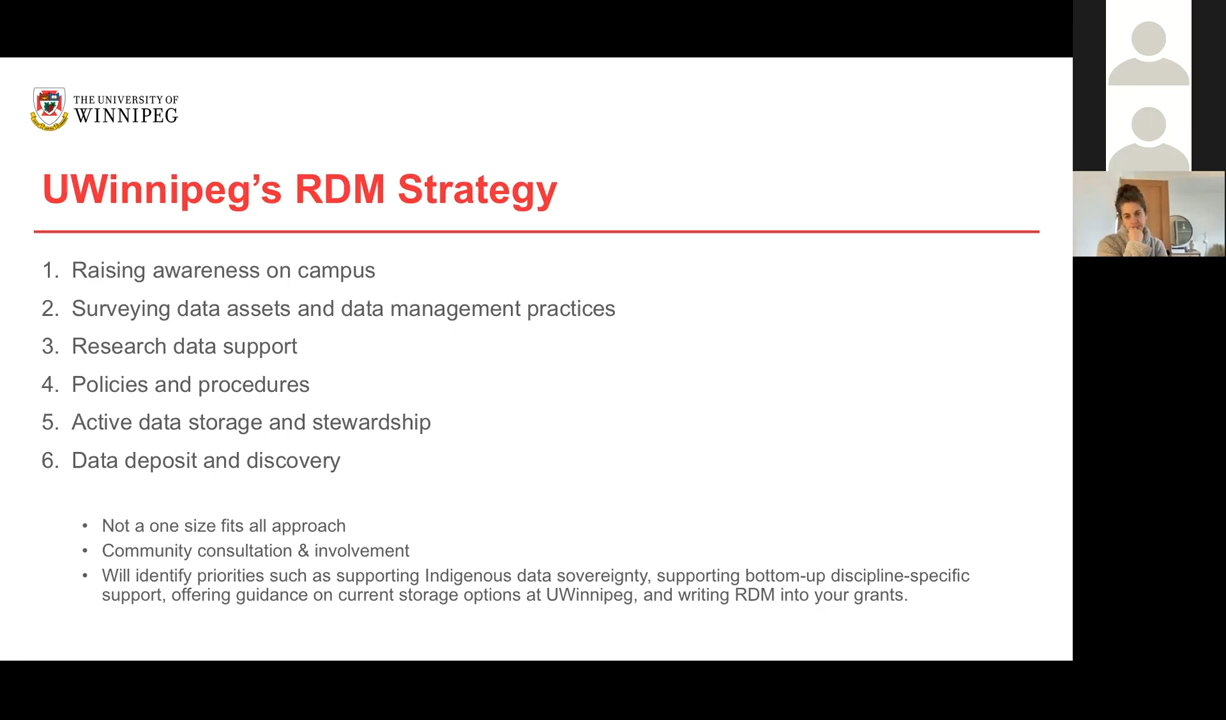 THE UNIVERSITY OF
WINNIPEG
UWinnipeg’s RDM Strategy
1. Raising awareness on campus
2. Surveying data assets and data management practices
3. Research data support
4. Policies and procedures
5. Active data storage and stewardship
6. Data deposit and discovery
• Not a one size fits all approach
• Community consultation & involvement
• Will identify priorities such as supporting Indigenous data sovereignty, supporting bottom-up discipline-specific
support, offering guidance on current storage options at UWinnipeg, and writing RDM into your grants.